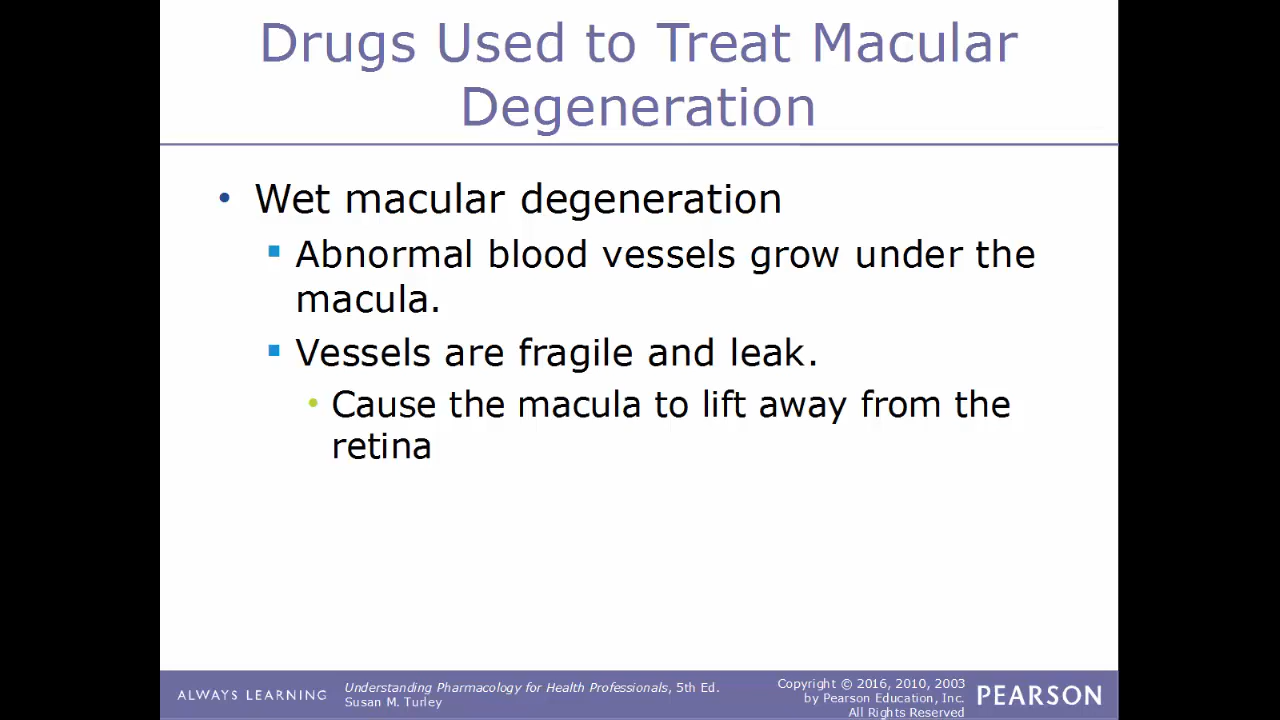 Drugs Used to Treat Macular
Degeneration
• Wet macular degeneration
▪ Abnormal blood vessels grow under the
macula.
▪ Vessels are fragile and leak.
• Cause the macula to lift away from the
retina
ALWAYS LEARNING
Understanding Pharmacology for Health Professionals, 5th Ed.
Susan M. Turley
Copyright © 2016, 2010, 2003
by Pearson Education, Inc.
All Rights Reserved
PEARSON